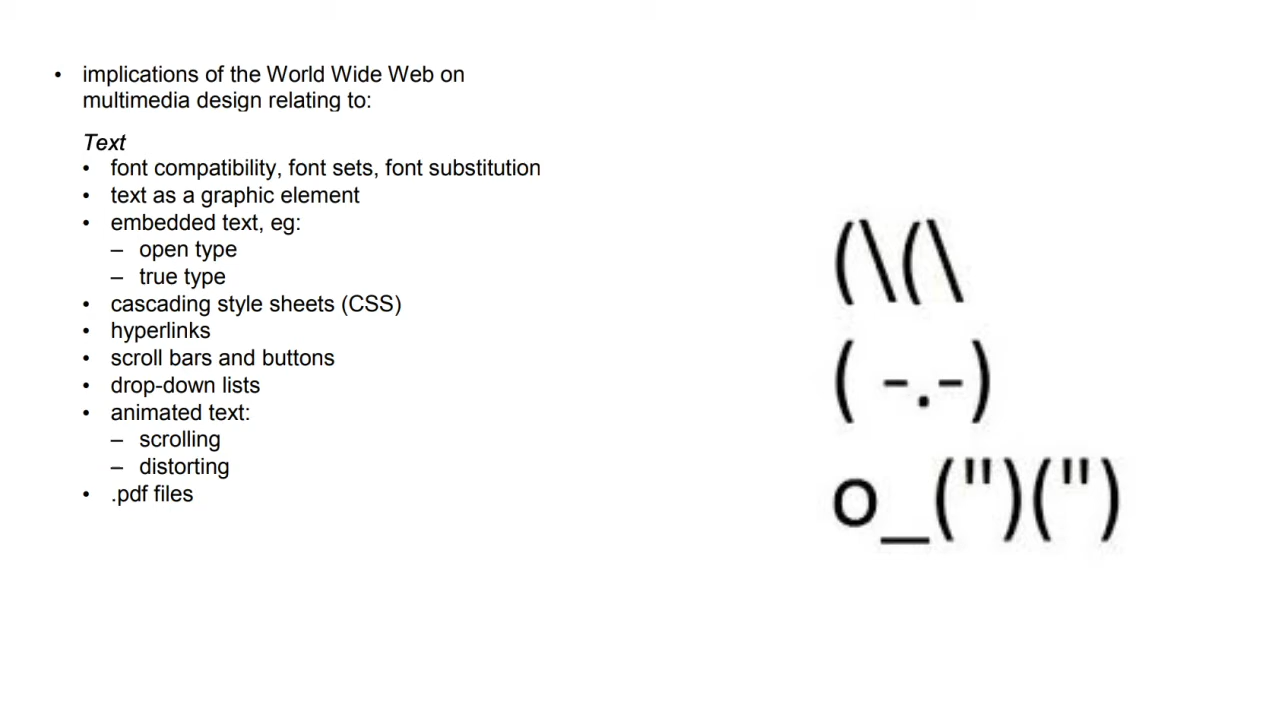 • implications of the World Wide Web on
multimedia design relating to:
Text
• font compatibility, font sets, font substitution
• text as a graphic element
• embedded text, eg:
– open type
– true type
• cascading style sheets (CSS)
• hyperlinks
• scroll bars and buttons
• drop-down lists
• animated text:
– scrolling
– distorting
• .pdf files
(\(\
( -.-)
o_(")(")